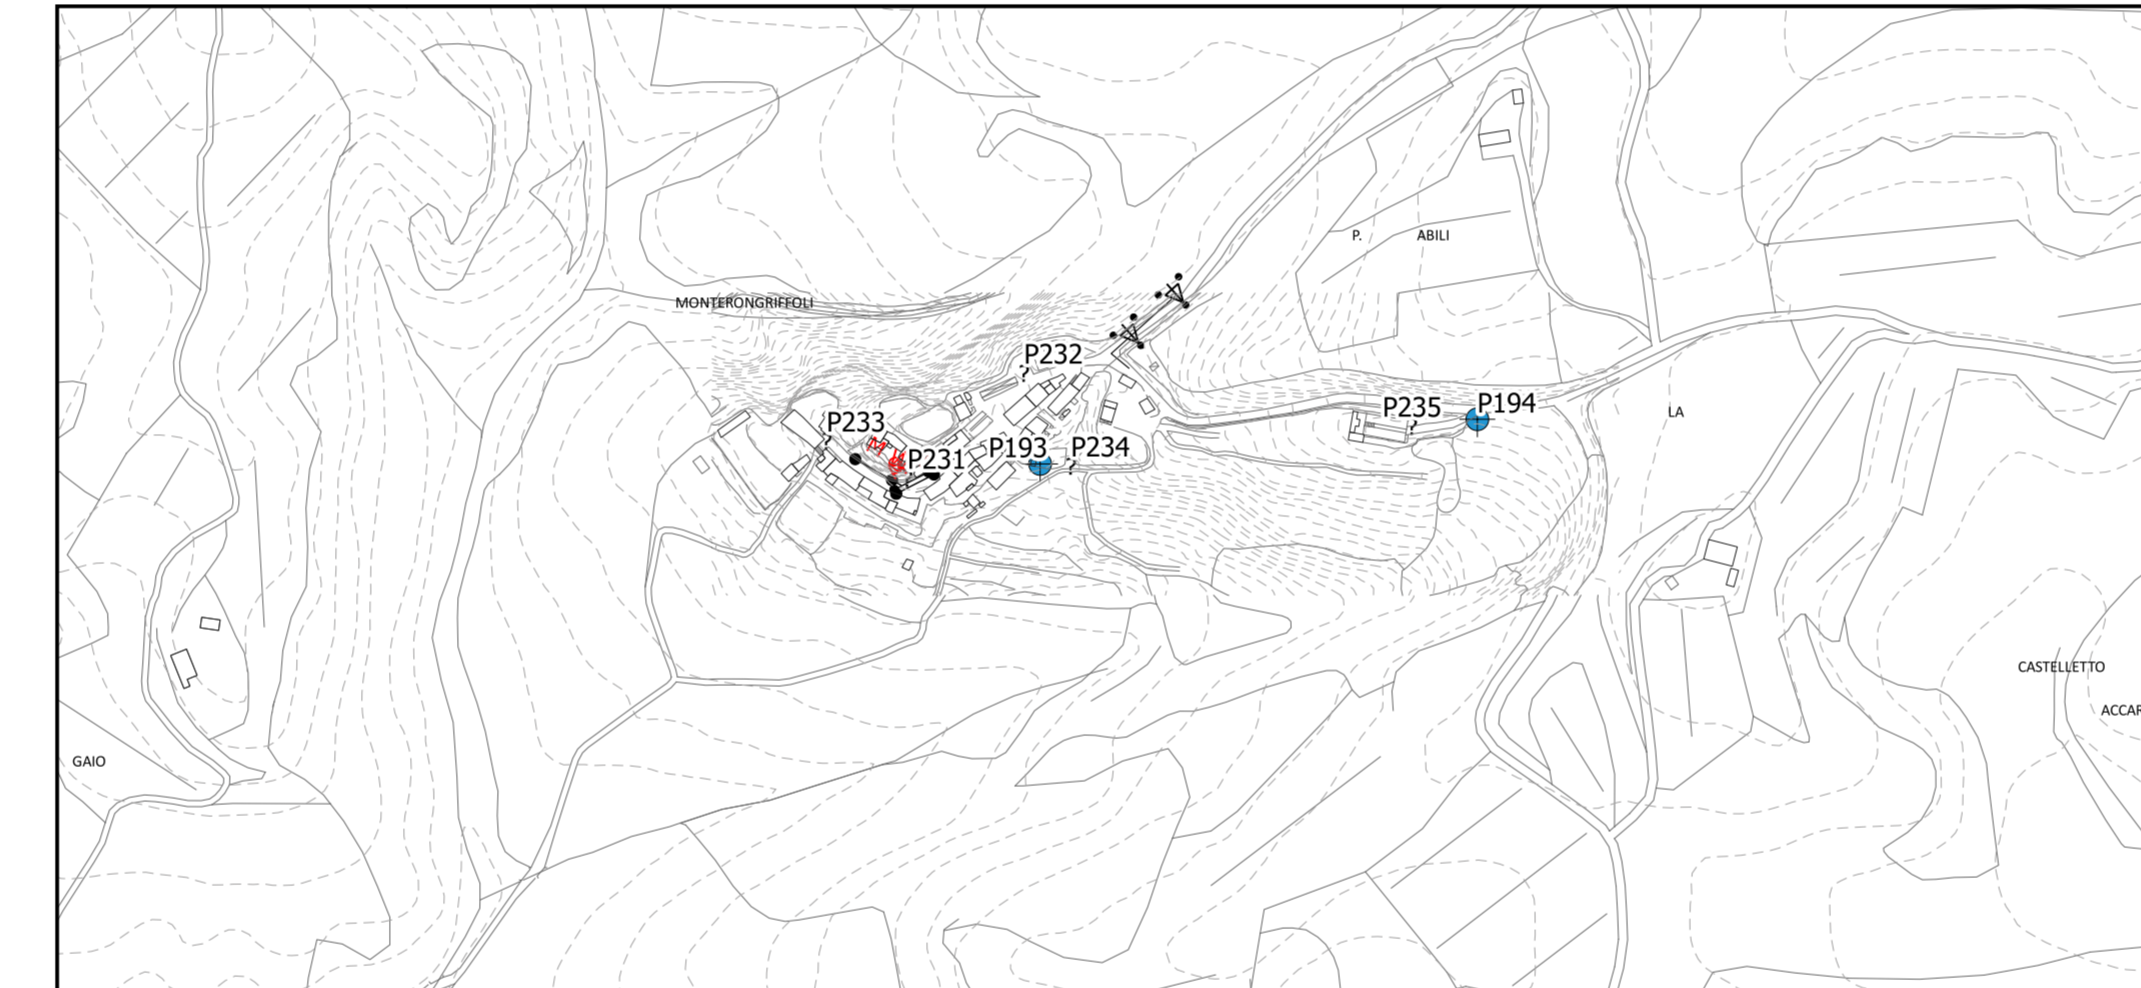 P. ABILI
MONTERONGRIFFOLI
P232
P235
P194
LA
P233
M
P231
P193
P234
?
?
?
?
CASTELLETTO
ACCAR
GAIO